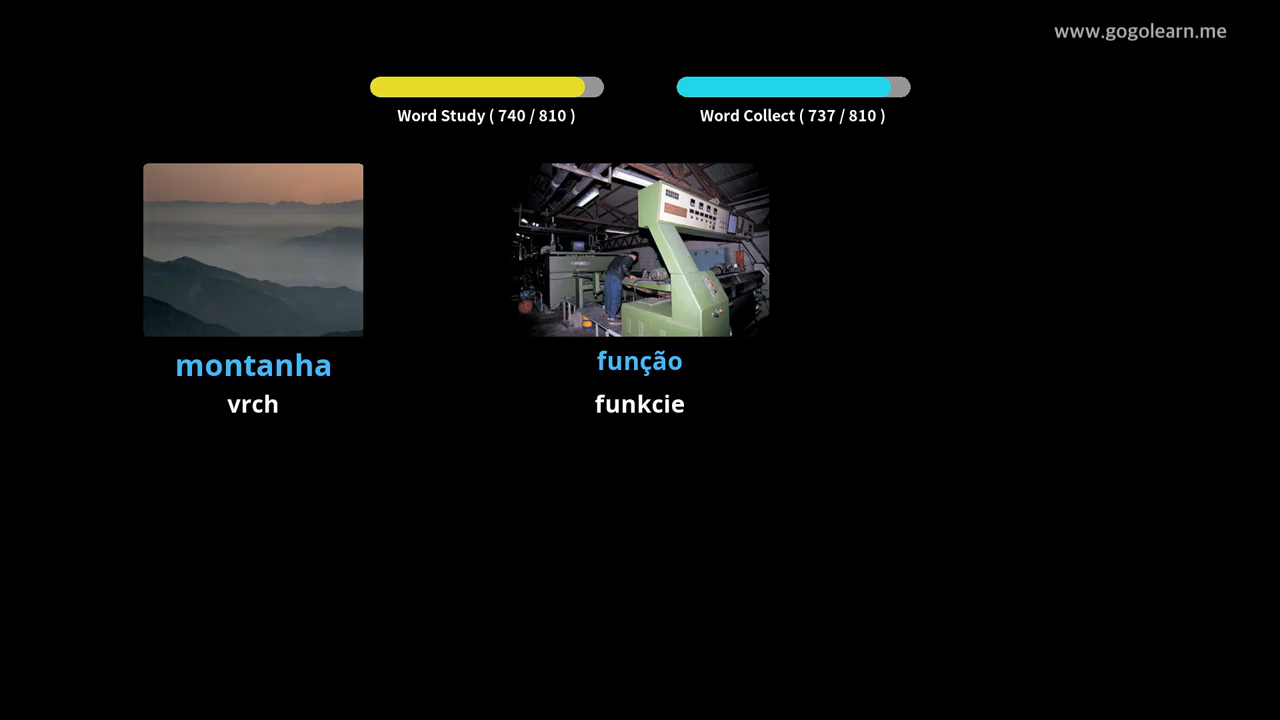 www.gogolearn.me
Word Study ( 740 / 810 )
Word Collect ( 737 / 810 )
montanha
vrch
função
funkcie